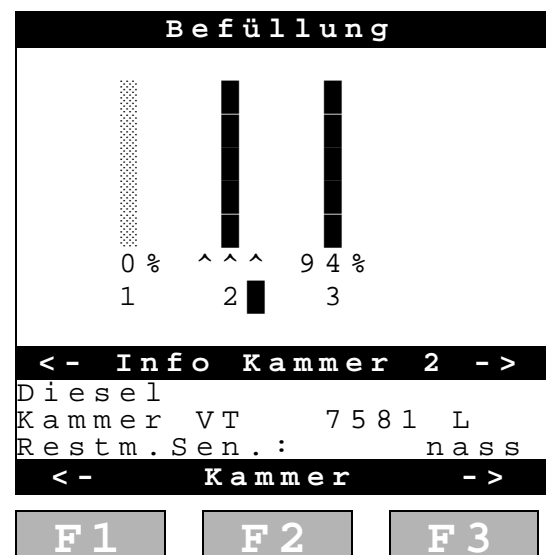 Befüllung
0% ^^^ 94%
1 2 3
<- Info Kammer 2 ->
Diesel
Kammer VT 7581 L
Restm.Sen.: nass
<- Kammer ->
F1 F2 F3